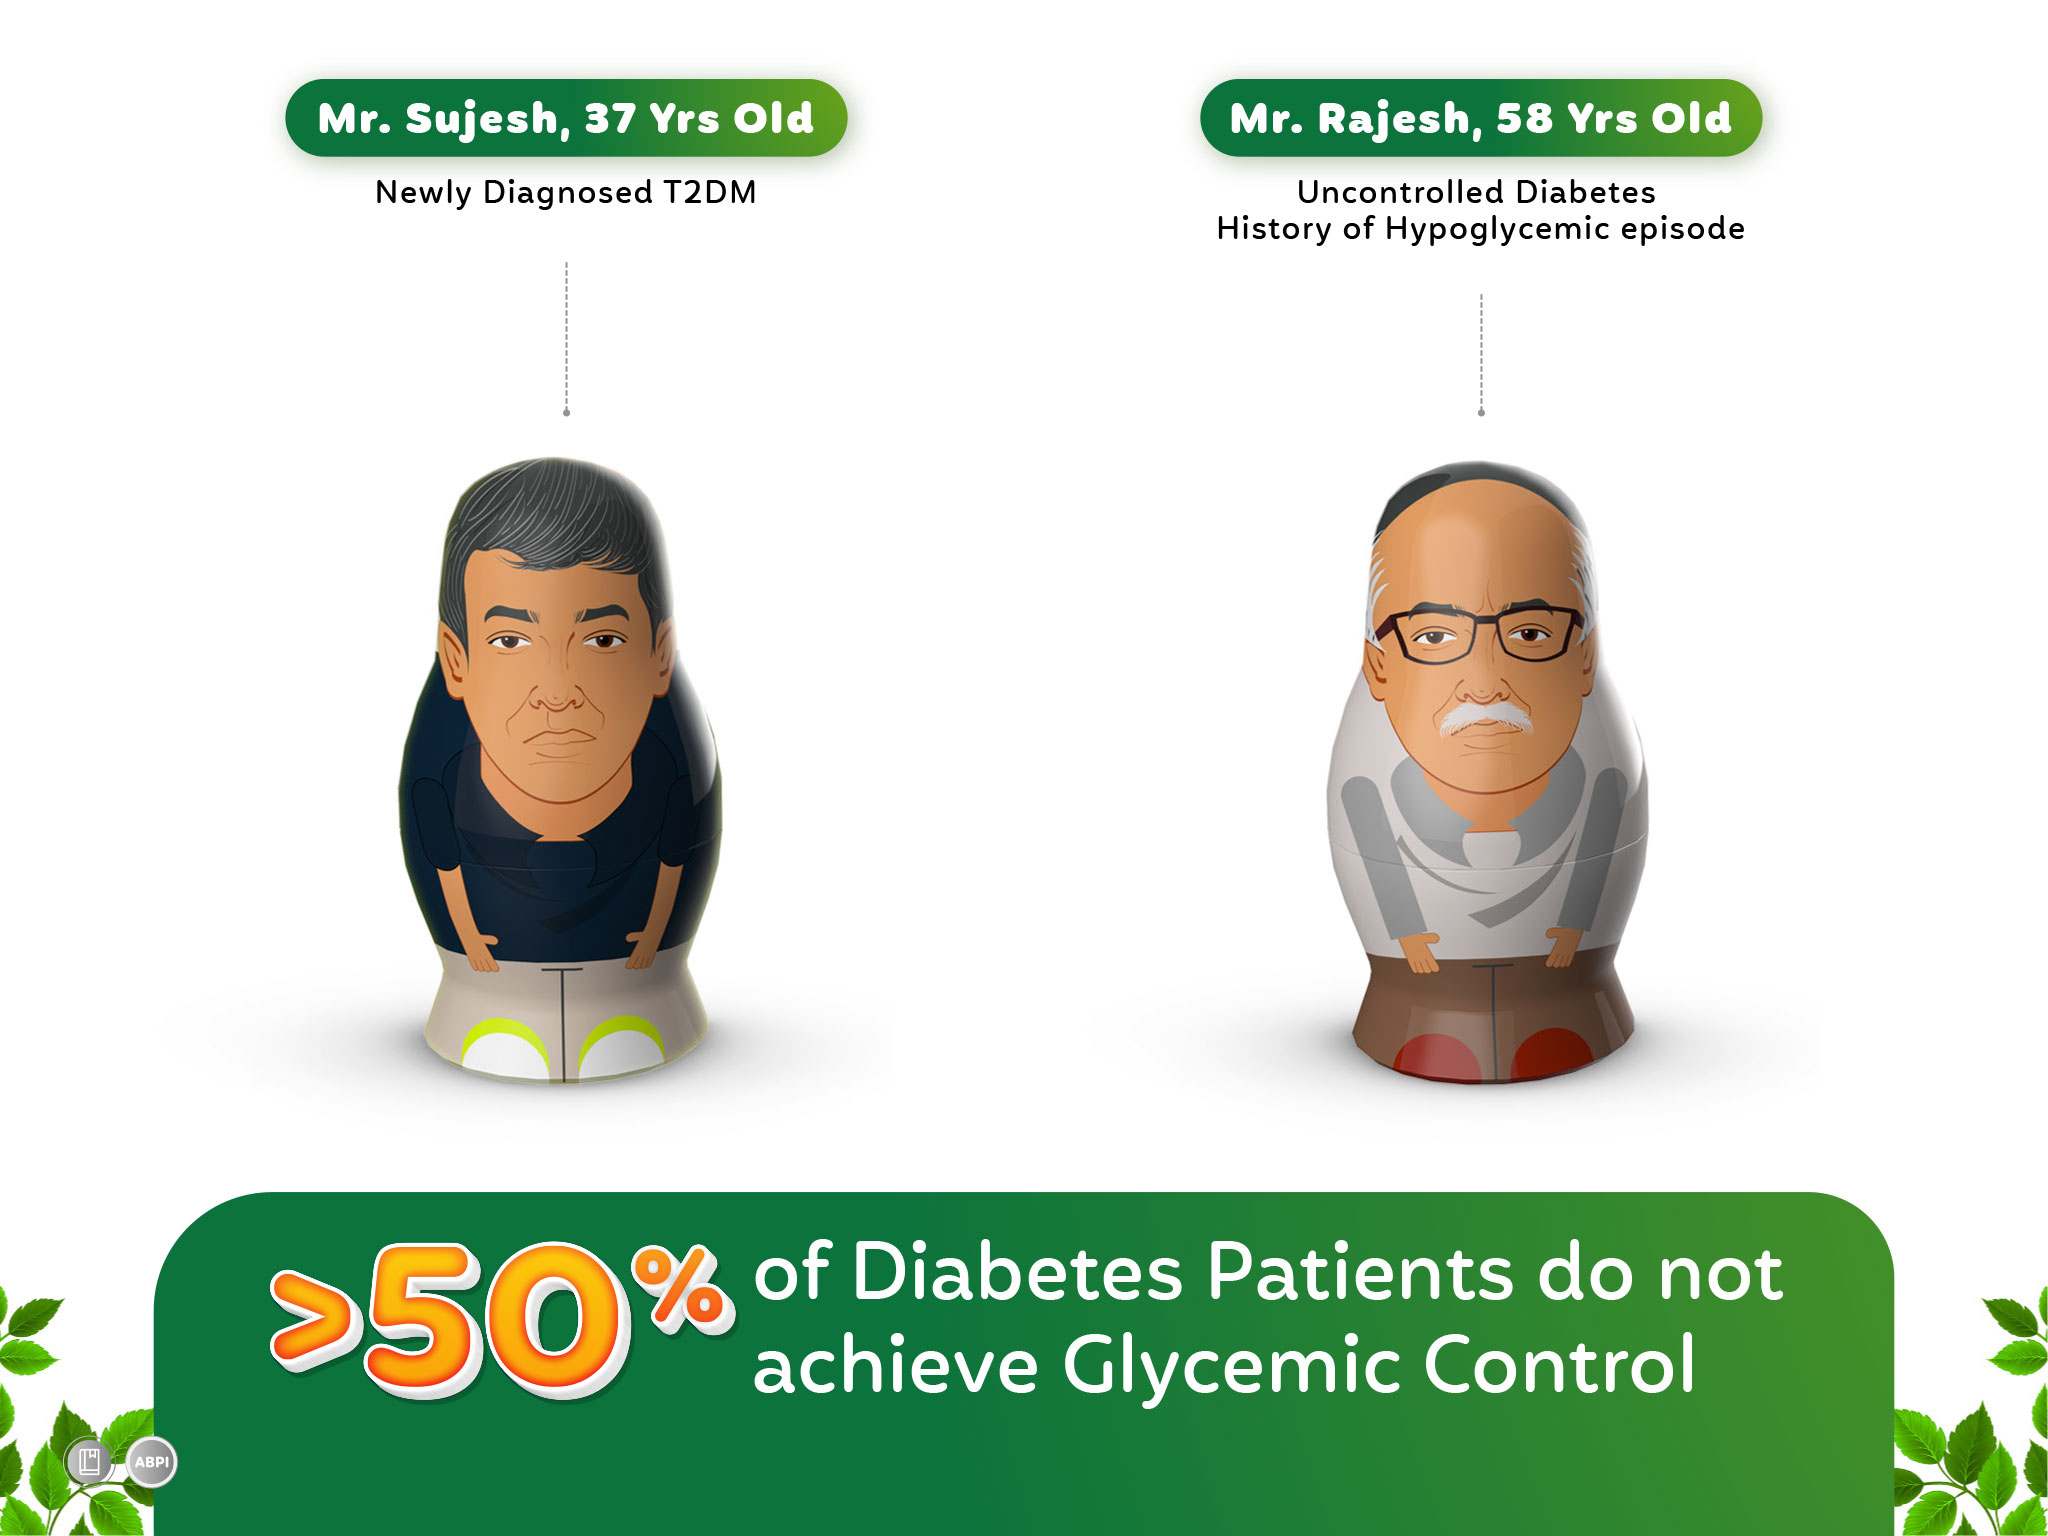 Mr. Sujesh, 37 Yrs Old
Newly Diagnosed T2DM
Mr. Rajesh, 58 Yrs Old
Uncontrolled Diabetes
History of Hypoglycemic episode
>50% of Diabetes Patients do not
achieve Glycemic Control
ABPI